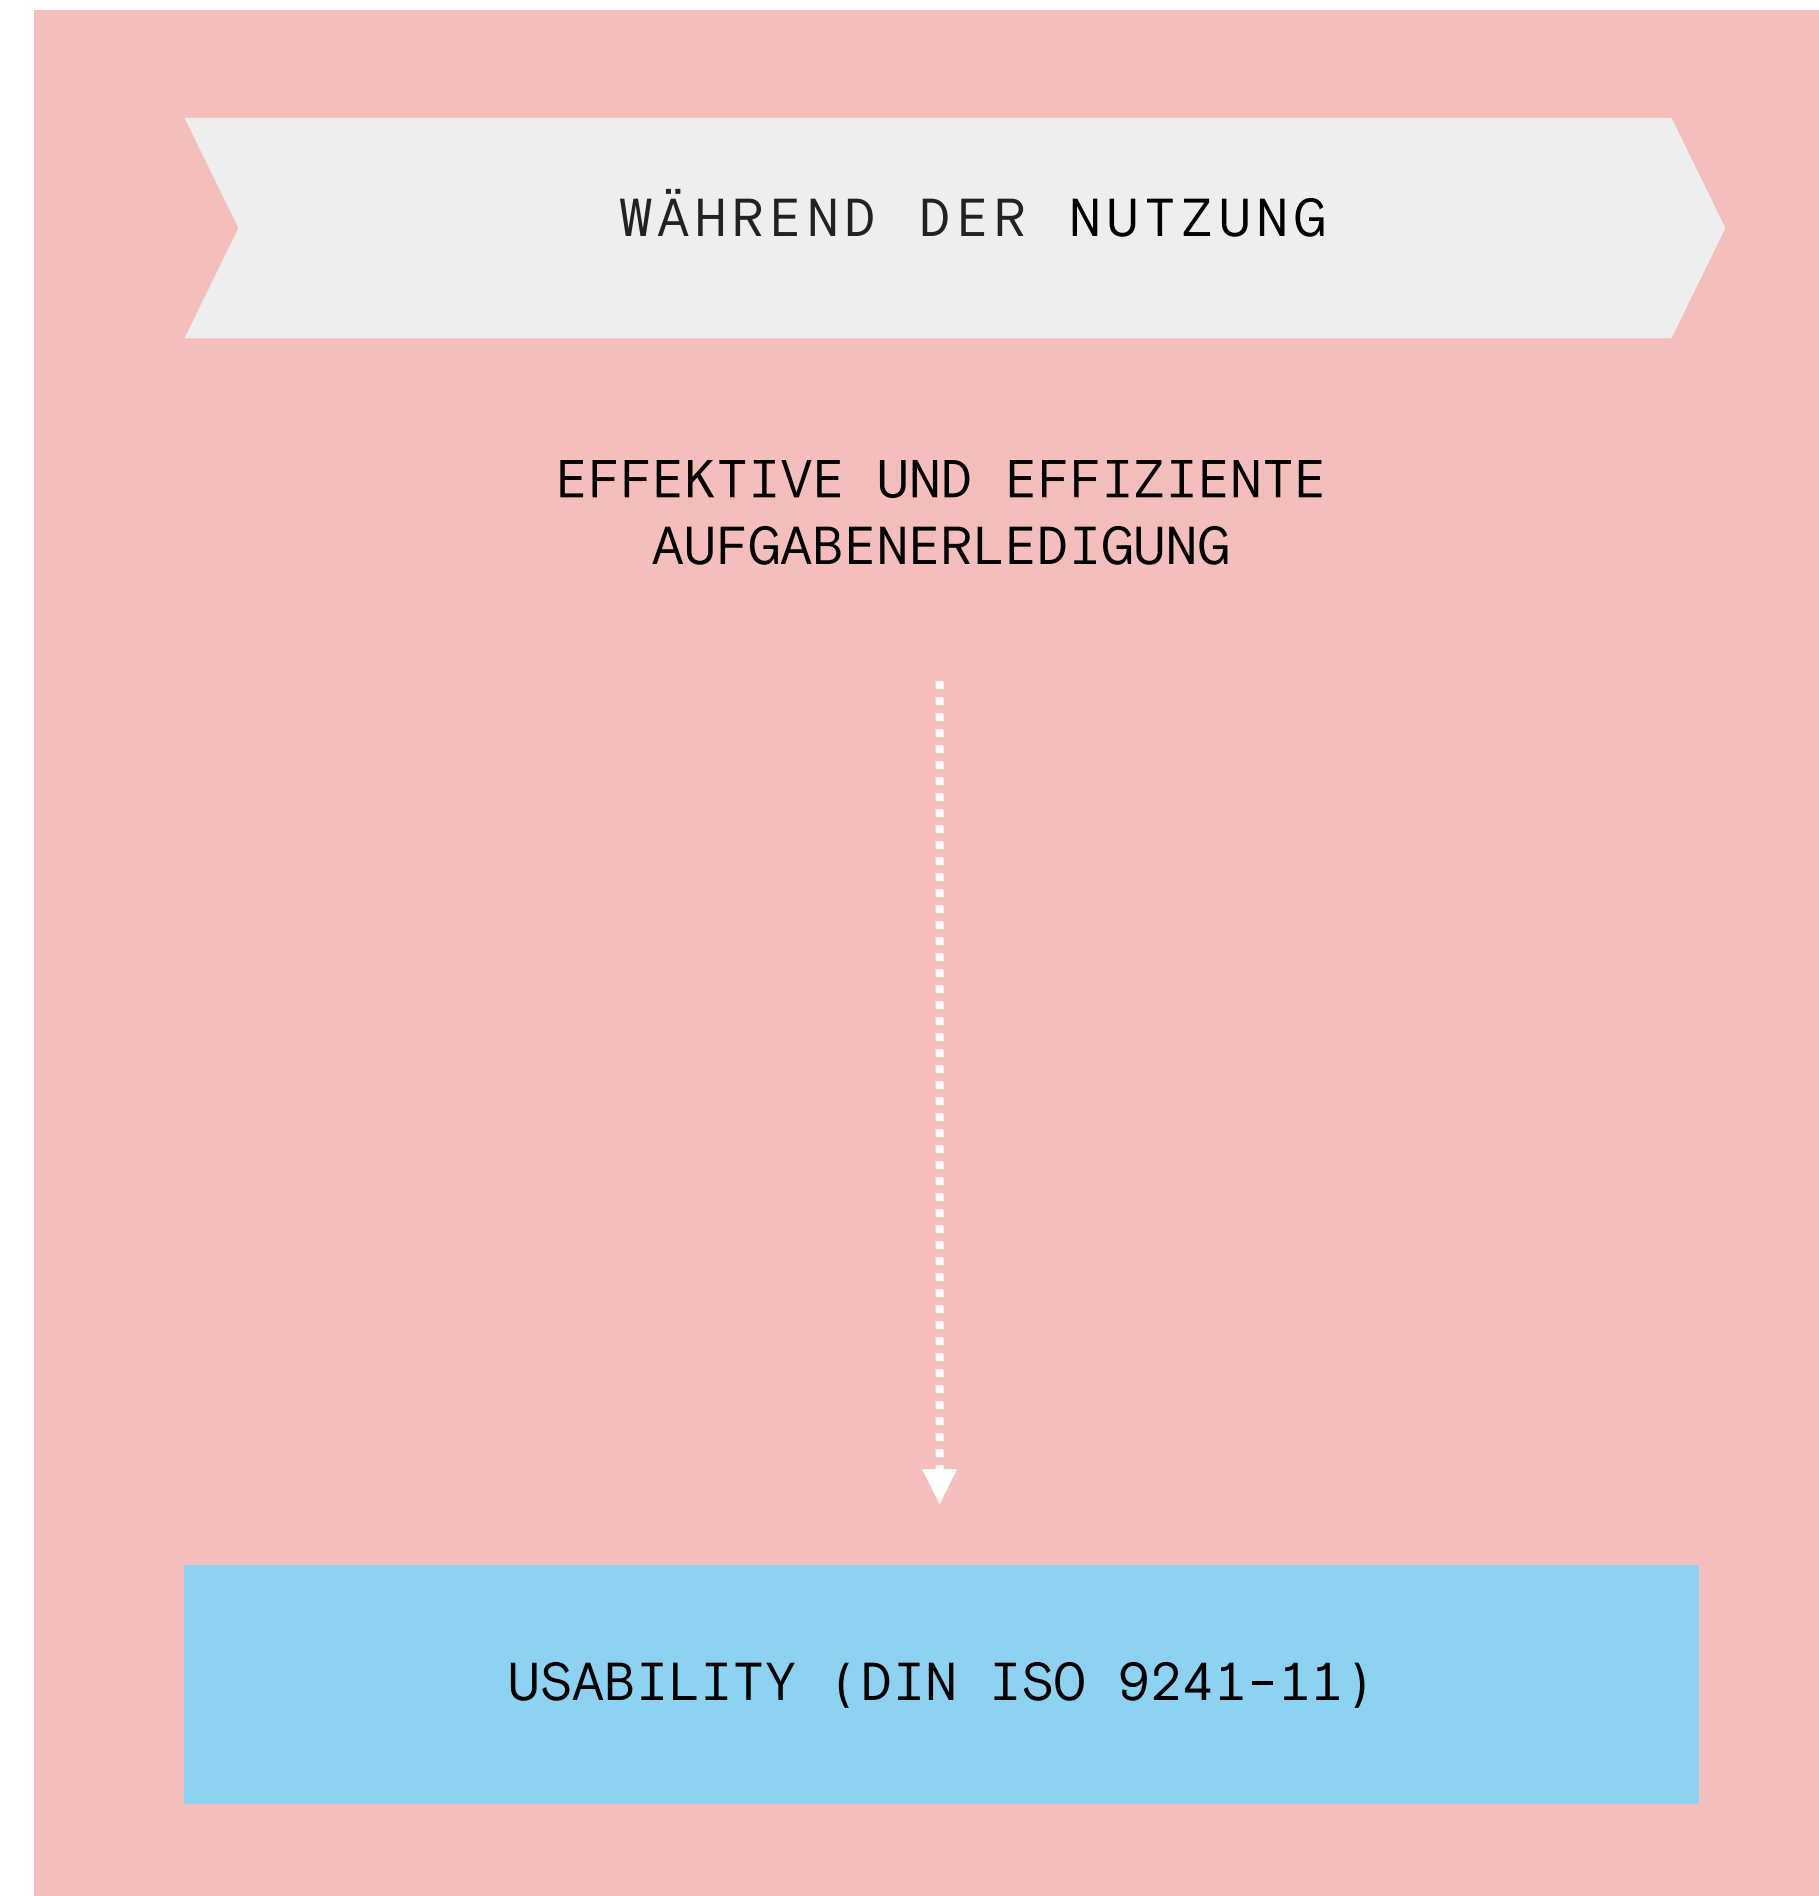 WÄHREND DER NUTZUNG
EFFEKTIVE UND EFFIZIENTE
AUFGABENERLEDIGUNG
USABILITY (DIN ISO 9241-11)